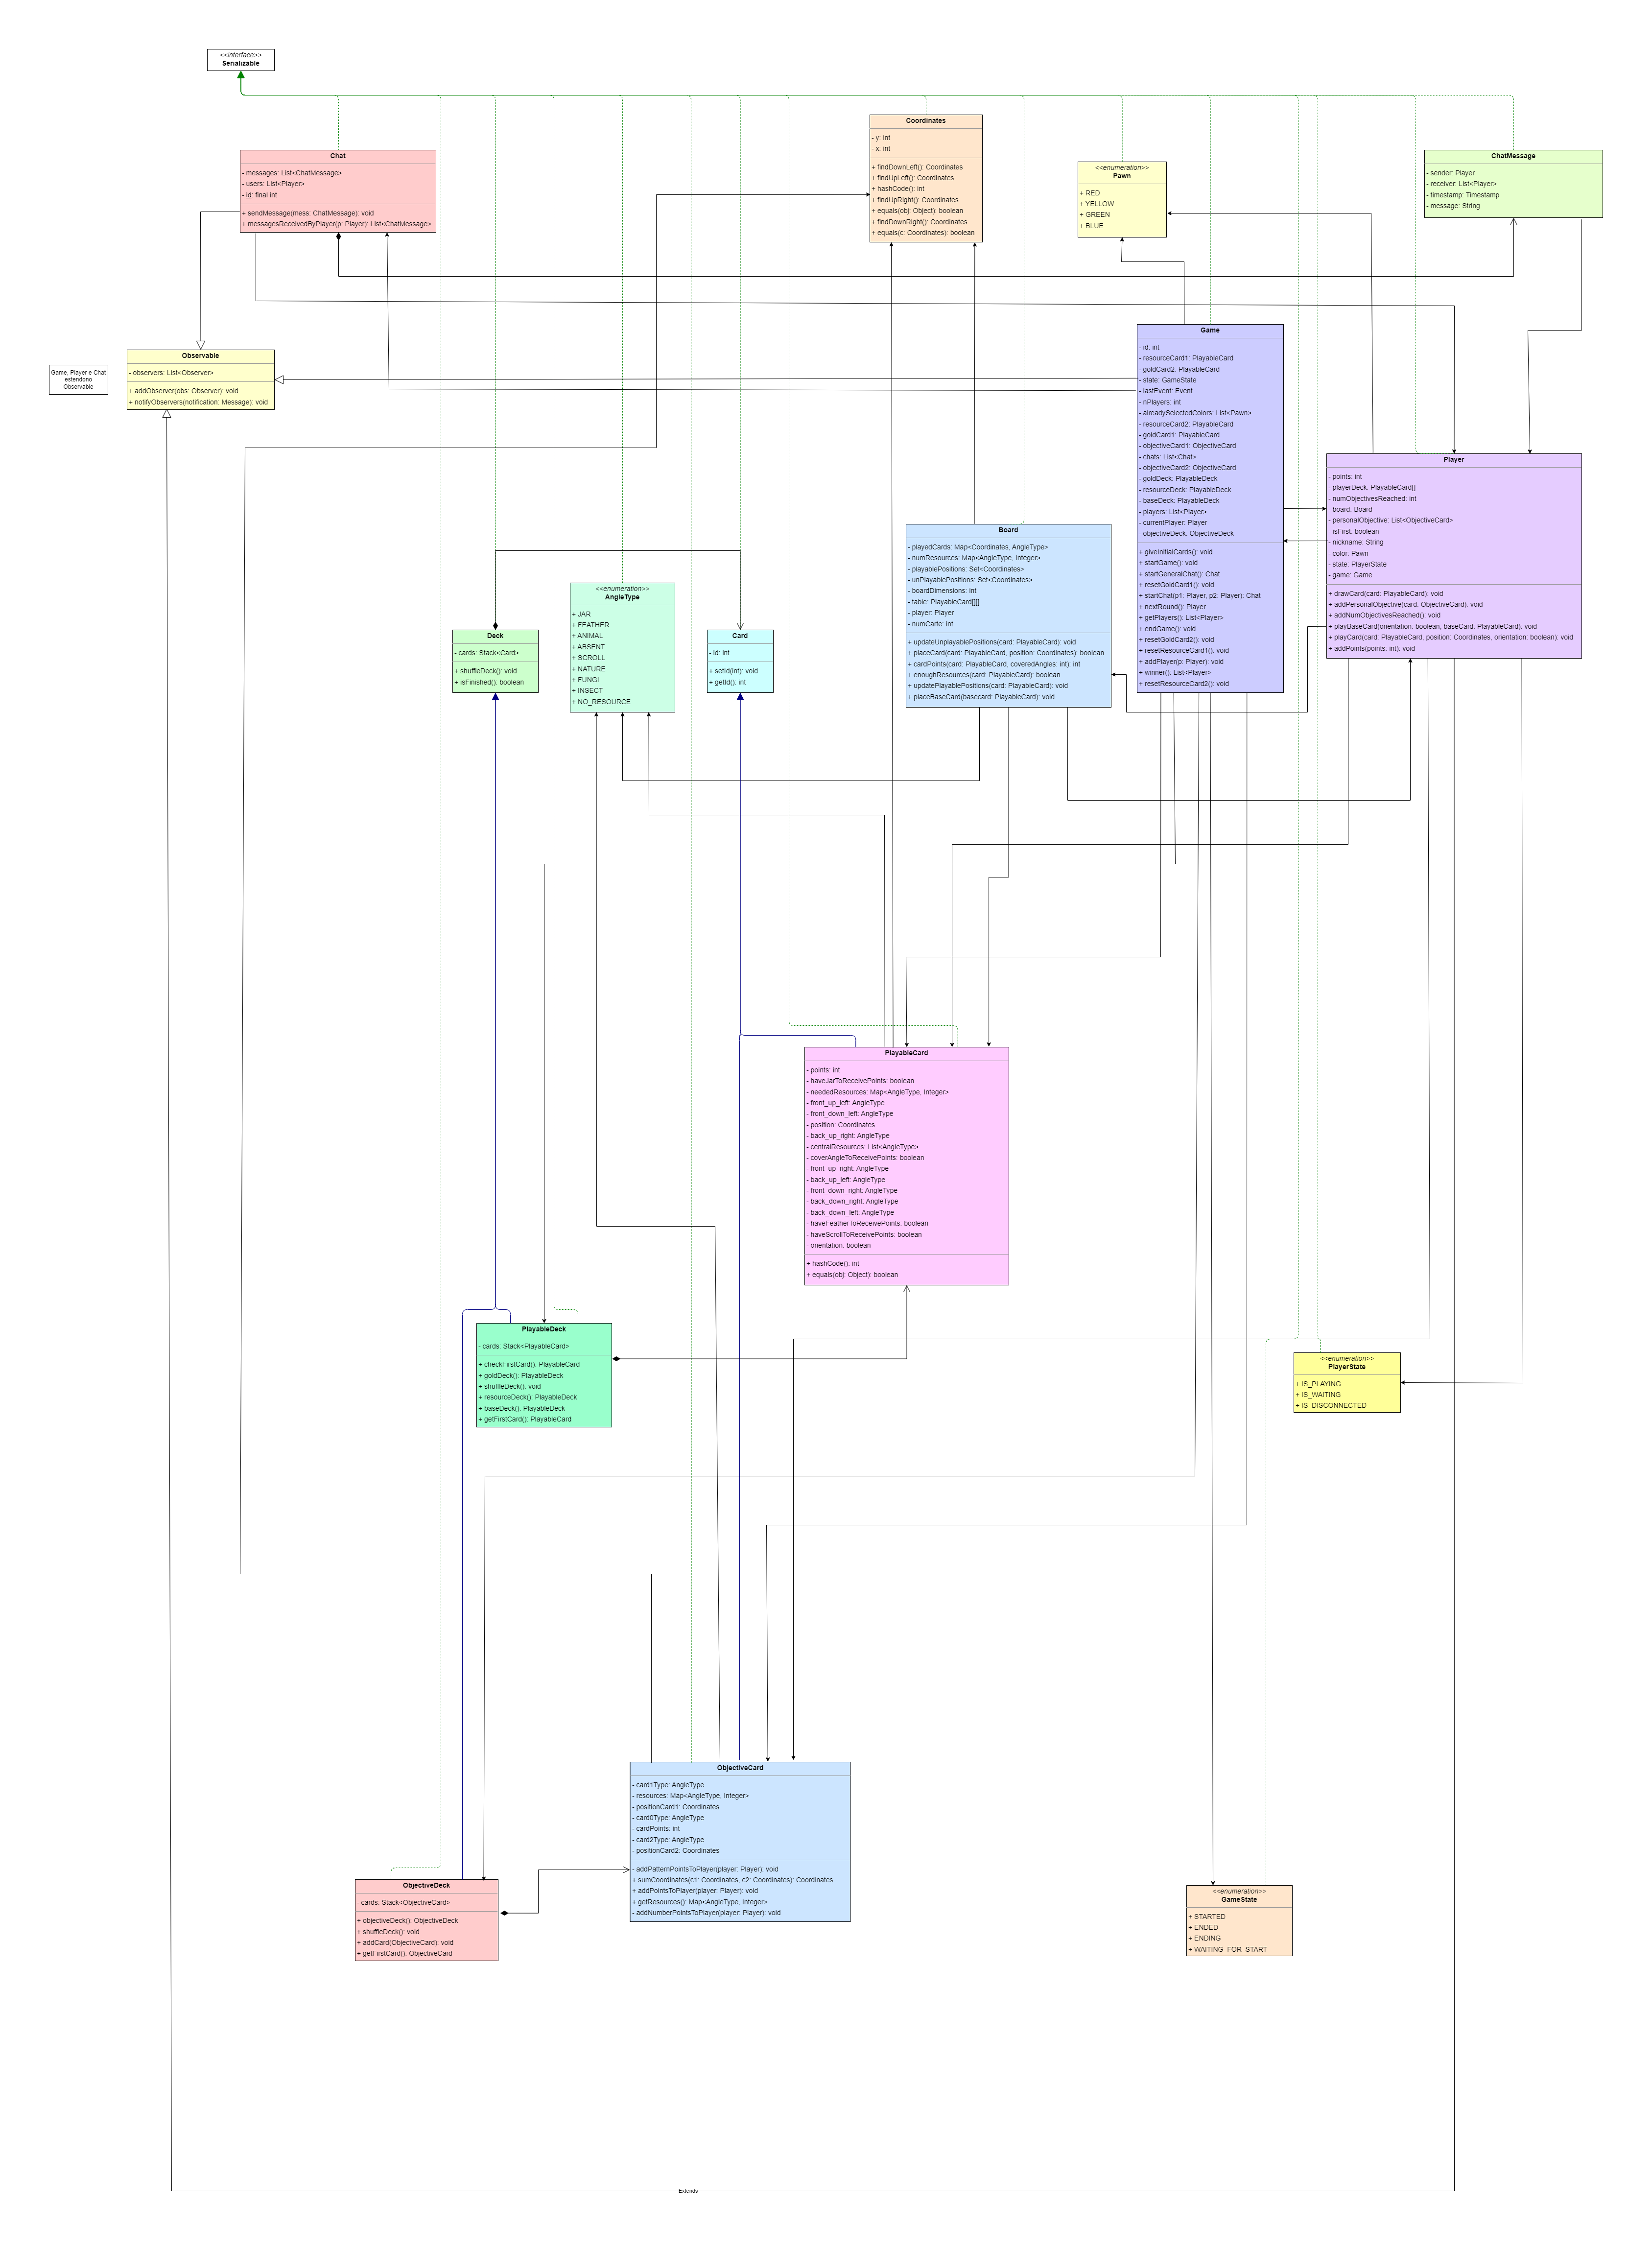 <<interface>>
Serializable
Coordinates
- y: int
- x: int
+ findDownLeft(): Coordinates
+ findUpLeft(): Coordinates
+ hashCode(): int
+ findUpRight(): Coordinates
+ equals(obj: Object): boolean
+ findDownRight(): Coordinates
+ equals(c: Coordinates): boolean
Chat
- messages: List<ChatMessage>
- users: List<Player>
- id: final int
+ sendMessage(mess: ChatMessage): void
+ messagesReceivedByPlayer(p: Player): List<ChatMessage>
<<enumeration>>
Pawn
+ RED
+ YELLOW
+ GREEN
+ BLUE
ChatMessage
- sender: Player
- receiver: List<Player>
- timestamp: Timestamp
- message: String
Game, Player e Chat
estendono
Observable
Observable
- observers: List<Observer>
+ addObserver(obs: Observer): void
+ notifyObservers(notification: Message): void
Game
- id: int
- resourceCard1: PlayableCard
- goldCard2: PlayableCard
- state: GameState
- lastEvent: Event
- nPlayers: int
- alreadySelectedColors: List<Pawn>
- resourceCard2: PlayableCard
- goldCard1: PlayableCard
- objectiveCard1: ObjectiveCard
- chats: List<Chat>
- objectiveCard2: ObjectiveCard
- goldDeck: PlayableDeck
- resourceDeck: PlayableDeck
- baseDeck: PlayableDeck
- players: List<Player>
- currentPlayer: Player
- objectiveDeck: ObjectiveDeck
+ giveInitialCards(): void
+ startGame(): void
+ startGeneralChat(): Chat
+ resetGoldCard1(): void
+ startChat(p1: Player, p2: Player): Chat
+ nextRound(): Player
+ getPlayers(): List<Player>
+ endGame(): void
+ resetGoldCard2(): void
+ resetResourceCard1(): void
+ addPlayer(p: Player): void
+ winner(): List<Player>
+ resetResourceCard2(): void
Player
- points: int
- playerDeck: PlayableCard[]
- numObjectivesReached: int
- board: Board
- personalObjective: List<ObjectiveCard>
- isFirst: boolean
- nickname: String
- color: Pawn
- state: PlayerState
- game: Game
+ drawCard(card: PlayableCard): void
+ addPersonalObjective(card: ObjectiveCard): void
+ addNumObjectivesReached(): void
+ playBaseCard(orientation: boolean, baseCard: PlayableCard): void
+ playCard(card: PlayableCard, position: Coordinates, orientation: boolean): void
+ addPoints(points: int): void
Board
- playedCards: Map<Coordinates, AngleType>
- numResources: Map<AngleType, Integer>
- playablePositions: Set<Coordinates>
- unPlayablePositions: Set<Coordinates>
- boardDimensions: int
- table: PlayableCard[][]
- player: Player
- numCarte: int
+ updateUnplayablePositions(card: PlayableCard): void
+ placeCard(card: PlayableCard, position: Coordinates): boolean
+ cardPoints(card: PlayableCard, coveredAngles: int): int
+ enoughResources(card: PlayableCard): boolean
+ updatePlayablePositions(card: PlayableCard): void
+ placeBaseCard(basecard: PlayableCard): void
<<enumeration>>
AngleType
+ JAR
+ FEATHER
+ ANIMAL
+ ABSENT
+ SCROLL
+ NATURE
+ FUNGI
+ INSECT
+ NO_RESOURCE
Deck
- cards: Stack<Card>
+ shuffleDeck(): void
+ isFinished(): boolean
Card
- id: int
+ setId(int): void
+ getId(): int
PlayableCard
- points: int
- haveJarToReceivePoints: boolean
- neededResources: Map<AngleType, Integer>
- front_up_left: AngleType
- front_down_left: AngleType
- position: Coordinates
- back_up_right: AngleType
- centralResources: List<AngleType>
- coverAngleToReceivePoints: boolean
- front_up_right: AngleType
- back_up_left: AngleType
- front_down_right: AngleType
- back_down_right: AngleType
- back_down_left: AngleType
- haveFeatherToReceivePoints: boolean
- haveScrollToReceivePoints: boolean
- orientation: boolean
+ hashCode(): int
+ equals(obj: Object): boolean
PlayableDeck
- cards: Stack<PlayableCard>
+ checkFirstCard(): PlayableCard
+ goldDeck(): PlayableDeck
+ shuffleDeck(): void
+ resourceDeck(): PlayableDeck
+ baseDeck(): PlayableDeck
+ getFirstCard(): PlayableCard
<<enumeration>>
PlayerState
+ IS_PLAYING
+ IS_WAITING
+ IS_DISCONNECTED
ObjectiveCard
- card1Type: AngleType
- resources: Map<AngleType, Integer>
- positionCard1: Coordinates
- card0Type: AngleType
- cardPoints: int
- card2Type: AngleType
- positionCard2: Coordinates
- addPatternPointsToPlayer(player: Player): void
+ sumCoordinates(c1: Coordinates, c2: Coordinates): Coordinates
+ addPointsToPlayer(player: Player): void
+ getResources(): Map<AngleType, Integer>
- addNumberPointsToPlayer(player: Player): void
ObjectiveDeck
- cards: Stack<ObjectiveCard>
+ objectiveDeck(): ObjectiveDeck
+ shuffleDeck(): void
+ addCard(ObjectiveCard): void
+ getFirstCard(): ObjectiveCard
<<enumeration>>
GameState
+ STARTED
+ ENDED
+ ENDING
+ WAITING_FOR_START
Extends